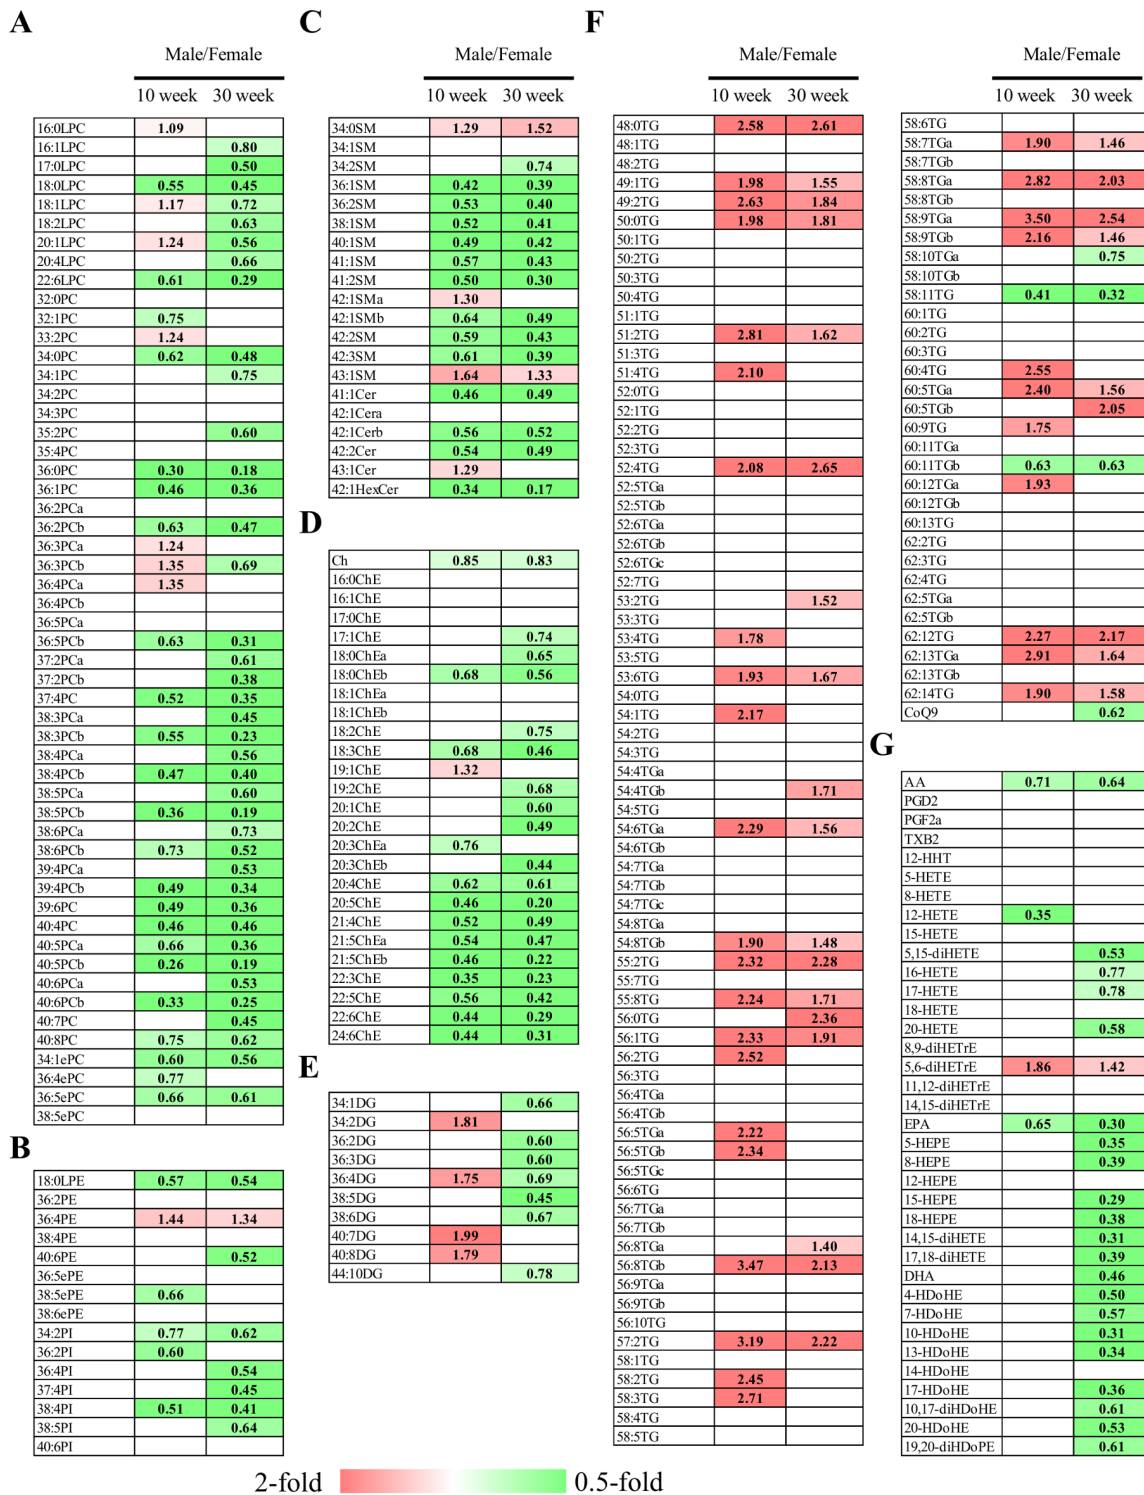 A
Male/Female
10 week 30 week
16:0LPC 1.09
16:1LPC 0.80
17:0LPC 0.50
18:0LPC 0.55 0.45
18:1LPC 1.17 0.72
18:2LPC 0.63
20:1LPC 1.24 0.56
20:4LPC 0.66
22:6LPC 0.61 0.29
32:0PC
32:1PC 0.75
33:2PC 1.24
34:0PC 0.62 0.48
34:1PC 0.75
34:2PC
34:3PC
35:2PC 0.60
35:4PC
36:0PC 0.30 0.18
36:1PC 0.46 0.36
36:2PCa
36:2PCb 0.63 0.47
36:3PCa 1.24
36:3PCb 1.35 0.69
36:4PCa 1.35
36:4PCb
36:5PCa
36:5PCb 0.63 0.31
37:2PCa 0.61
37:2PCb 0.38
37:4PC 0.52 0.35
38:3PCa 0.45
38:3PCb 0.55 0.23
38:4PCa 0.56
38:4PCb 0.47 0.40
38:5PCa 0.60
38:5PCb 0.36 0.19
38:6PCa 0.73
38:6PCb 0.73 0.52
39:4PCa 0.53
39:4PCb 0.49 0.34
39:6PC 0.49 0.36
40:4PC 0.46 0.46
40:5PCa 0.66 0.36
40:5PCb 0.26 0.19
40:6PCa 0.53
40:6PCb 0.33 0.25
40:7PC 0.45
40:8PC 0.75 0.62
34:1ePC 0.60 0.56
36:4ePC 0.77
36:5ePC 0.66 0.61
38:5ePC
B
18:0LPE 0.57 0.54
36:2PE
36:4PE 1.44 1.34
38:4PE
40:6PE 0.52
36:5ePE
38:5ePE 0.66
38:6ePE
34:2PI 0.77 0.62
36:2PI 0.60
36:4PI 0.54
37:4PI 0.45
38:4PI 0.51 0.41
38:5PI 0.64
40:6PI
C
Male/Female
10 week 30 week
34:0SM 1.29 1.52
34:1SM
34:2SM 0.74
36:1SM 0.42 0.39
36:2SM 0.53 0.40
38:1SM 0.52 0.41
40:1SM 0.49 0.42
41:1SM 0.57 0.43
41:2SM 0.50 0.30
42:1SMa 1.30
42:1SMb 0.64 0.49
42:2SM 0.59 0.43
42:3SM 0.61 0.39
43:1SM 1.64 1.33
41:1Cer 0.46 0.49
42:1Cera
42:1Cerb 0.56 0.52
42:2Cer 0.54 0.49
43:1Cer 1.29
42:1HexCer 0.34 0.17
D
Ch 0.85 0.83
16:0ChE
16:1ChE
17:0ChE
17:1ChE 0.74
18:0ChEa 0.65
18:0ChEb 0.68 0.56
18:1ChEa
18:1ChEb
18:2ChE 0.75
18:3ChE 0.68 0.46
19:1ChE 1.32
19:2ChE 0.68
20:1ChE 0.60
20:2ChE 0.49
20:3ChEa 0.76
20:3ChEb 0.44
20:4ChE 0.62 0.61
20:5ChE 0.46 0.20
21:4ChE 0.52 0.49
21:5ChEa 0.54 0.47
21:5ChEb 0.46 0.22
22:3ChE 0.35 0.23
22:5ChE 0.56 0.42
22:6ChE 0.44 0.29
24:6ChE 0.44 0.31
E
34:1DG 0.66
34:2DG 1.81
36:2DG 0.60
36:3DG 0.60
36:4DG 1.75 0.69
38:5DG 0.45
38:6DG 0.67
40:7DG 1.99
40:8DG 1.79
44:10DG 0.78
F
Male/Female
10 week 30 week
48:0TG 2.58 2.61
48:1TG
48:2TG
49:1TG 1.98 1.55
49:2TG 2.63 1.84
50:0TG 1.98 1.81
50:1TG
50:2TG
50:3TG
50:4TG
51:1TG
51:2TG 2.81 1.62
51:3TG
51:4TG 2.10
52:0TG
52:1TG
52:2TG
52:3TG
52:4TG 2.08 2.65
52:5TGa
52:5TGb
52:6TGa
52:6TGb
52:6TGc
52:7TG
53:2TG 1.52
53:3TG
53:4TG 1.78
53:5TG
53:6TG 1.93 1.67
54:0TG
54:1TG 2.17
54:2TG
54:3TG
54:4TGa
54:4TGb 1.71
54:5TG
54:6TGa 2.29 1.56
54:6TGb
54:7TGa
54:7TGb
54:7TGc
54:8TGa
54:8TGb 1.90 1.48
55:2TG 2.32 2.28
55:7TG
55:8TG 2.24 1.71
56:0TG 2.36
56:1TG 2.33 1.91
56:2TG 2.52
56:3TG
56:4TGa
56:4TGb
56:5TGa 2.22
56:5TGb 2.34
56:5TGc
56:6TG
56:7TGa
56:7TGb
56:8TGa 1.40
56:8TGb 3.47 2.13
56:9TGa
56:9TGb
56:10TG
57:2TG 3.19 2.22
58:1TG
58:2TG 2.45
58:3TG 2.71
58:4TG
58:5TG
Male/Female
10 week 30 week
58:6TG
58:7TGa 1.90 1.46
58:7TGb
58:8TGa 2.82 2.03
58:8TGb
58:9TGa 3.50 2.54
58:9TGb 2.16 1.46
58:10TGa 0.75
58:10TGb
58:11TG 0.41 0.32
60:1TG
60:2TG
60:3TG
60:4TG 2.55
60:5TGa 2.40 1.56
60:5TGb 2.05
60:9TG 1.75
60:11TGa
60:11TGb 0.63 0.63
60:12TGa 1.93
60:12TGb
60:13TG
62:2TG
62:3TG
62:4TG
62:5TGa
62:5TGb
62:12TG 2.27 2.17
62:13TGa 2.91 1.64
62:13TGb
62:14TG 1.90 1.58
CoQ9 0.62
G
AA 0.71 0.64
PGD2
PGF2a
TXB2
12-HHT
5-HETE
8-HETE
12-HETE 0.35
15-HETE
5,15-diHETE 0.53
16-HETE 0.77
17-HETE 0.78
18-HETE
20-HETE 0.58
8,9-diHETrE
5,6-diHETrE 1.86 1.42
11,12-diHETrE
14,15-diHETrE
EPA 0.65 0.30
5-HEPE 0.35
8-HEPE 0.39
12-HEPE
15-HEPE 0.29
18-HEPE 0.38
14,15-diHETE 0.31
17,18-diHETE 0.39
DHA 0.46
4-HDoHE 0.50
7-HDoHE 0.57
10-HDoHE 0.31
13-HDoHE 0.34
14-HDoHE
17-HDoHE 0.36
10,17-diHDoHE 0.61
20-HDoHE 0.53
19,20-diHDoPE 0.61
2-fold 0.5-fold